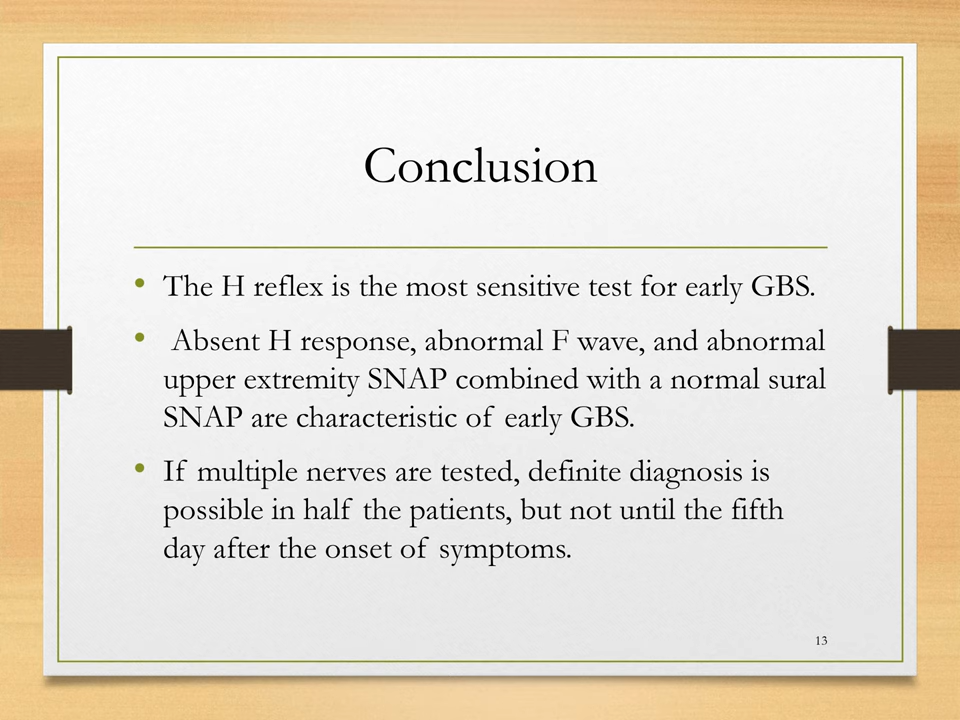 Conclusion
• The H reflex is the most sensitive test for early GBS.
• Absent H response, abnormal F wave, and abnormal
upper extremity SNAP combined with a normal sural
SNAP are characteristic of early GBS.
• If multiple nerves are tested, definite diagnosis is
possible in half the patients, but not until the fifth
day after the onset of symptoms.
13